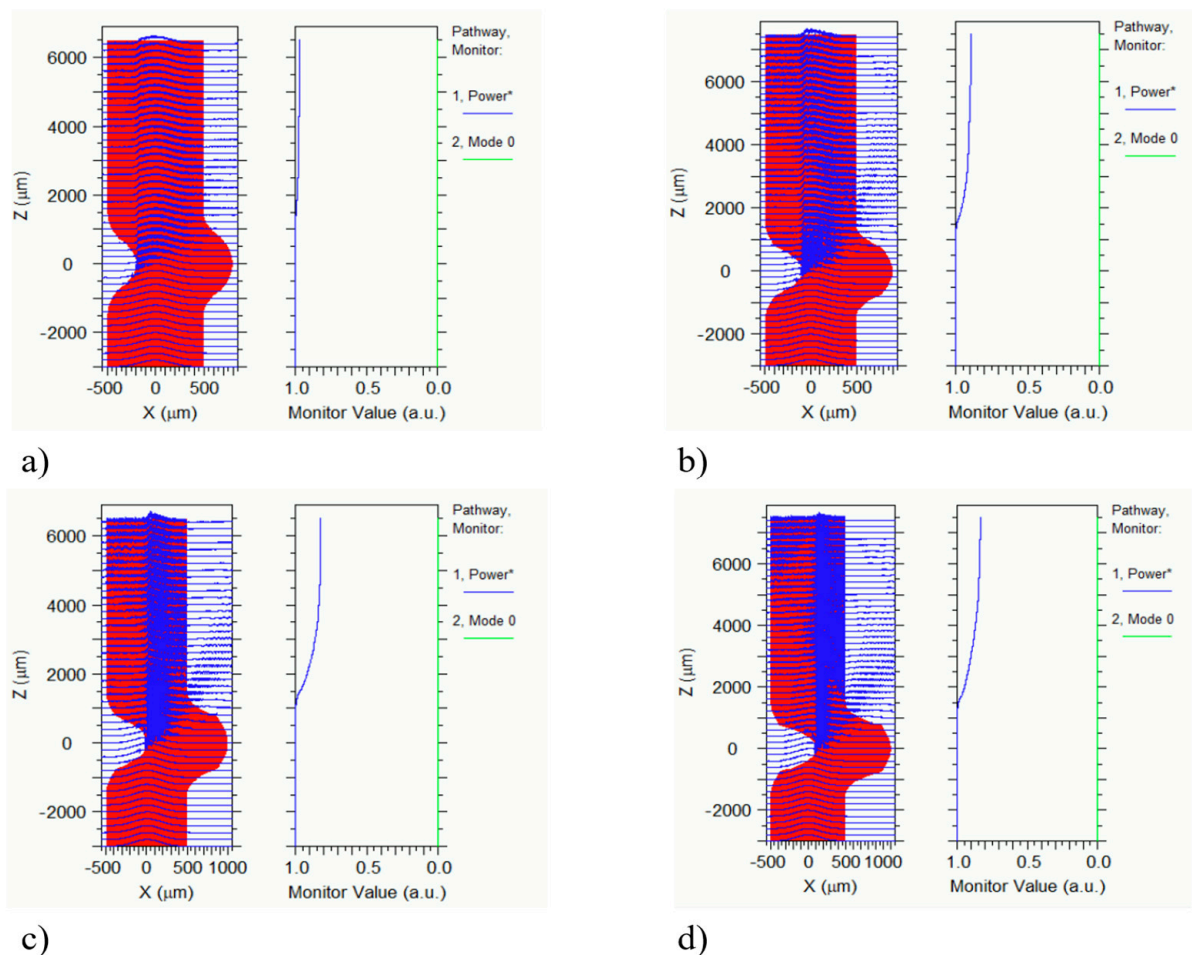 Pathway,
Monitor:
1, Power*
2, Mode 0
6000
4000
2000
0
-2000
Z (µm)
-500 0 500
X (µm)
1.0 0.5 0.0
Monitor Value (a.u.)
a)
Pathway,
Monitor:
1, Power*
2, Mode 0
6000
4000
2000
0
-2000
Z (µm)
-500 0 500
X (µm)
1.0 0.5 0.0
Monitor Value (a.u.)
b)
Pathway,
Monitor:
1, Power*
2, Mode 0
6000
4000
2000
0
-2000
Z (µm)
-500 0 500 1000
X (µm)
1.0 0.5 0.0
Monitor Value (a.u.)
c)
Pathway,
Monitor:
1, Power*
2, Mode 0
6000
4000
2000
0
-2000
Z (µm)
-500 0 500 1000
X (µm)
1.0 0.5 0.0
Monitor Value (a.u.)
d)